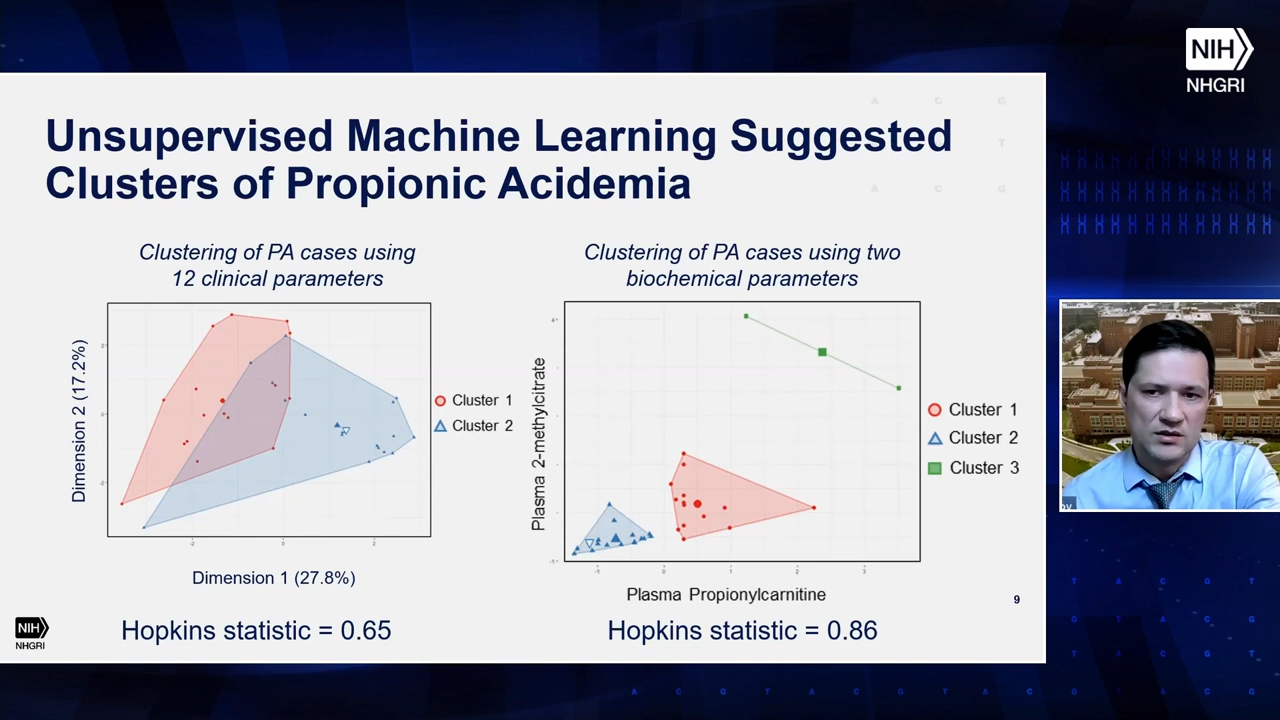 NIH
NHGRI
Unsupervised Machine Learning Suggested
Clusters of Propionic Acidemia
Clustering of PA cases using
12 clinical parameters
Dimension 2 (17.2%)
Cluster 1
Cluster 2
Dimension 1 (27.8%)
Hopkins statistic = 0.65
Clustering of PA cases using two
biochemical parameters
Plasma 2-methylcitrate
Cluster 1
Cluster 2
Cluster 3
Plasma Propionylcarnitine
Hopkins statistic = 0.86
9
NIH
NHGRI